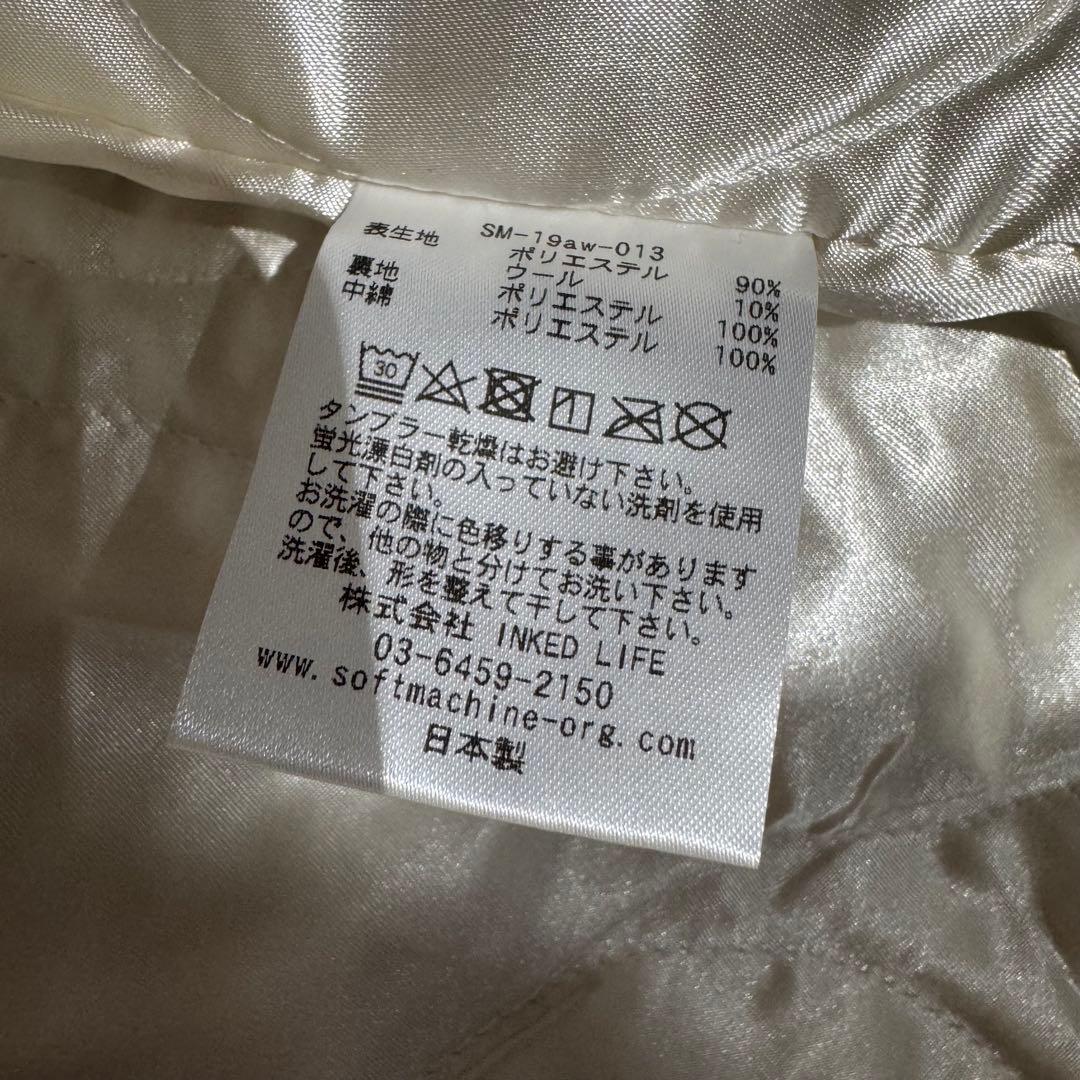 SM-19aw-013
表生地 ポリエステル 90%
ウール 10%
裏地 ポリエステル 100%
中綿 ポリエステル 100%
30
タンブラー乾燥はお避け下さい。
蛍光漂白剤の入っていない洗剤を使用
して下さい。
お洗濯の際に色移りする事があります
ので、他の物と分けてお洗い下さい。
洗濯後、形を整えて干して下さい。
株式会社 INKED LIFE
03-6459-2150
www.softmachine-org.com
日本製